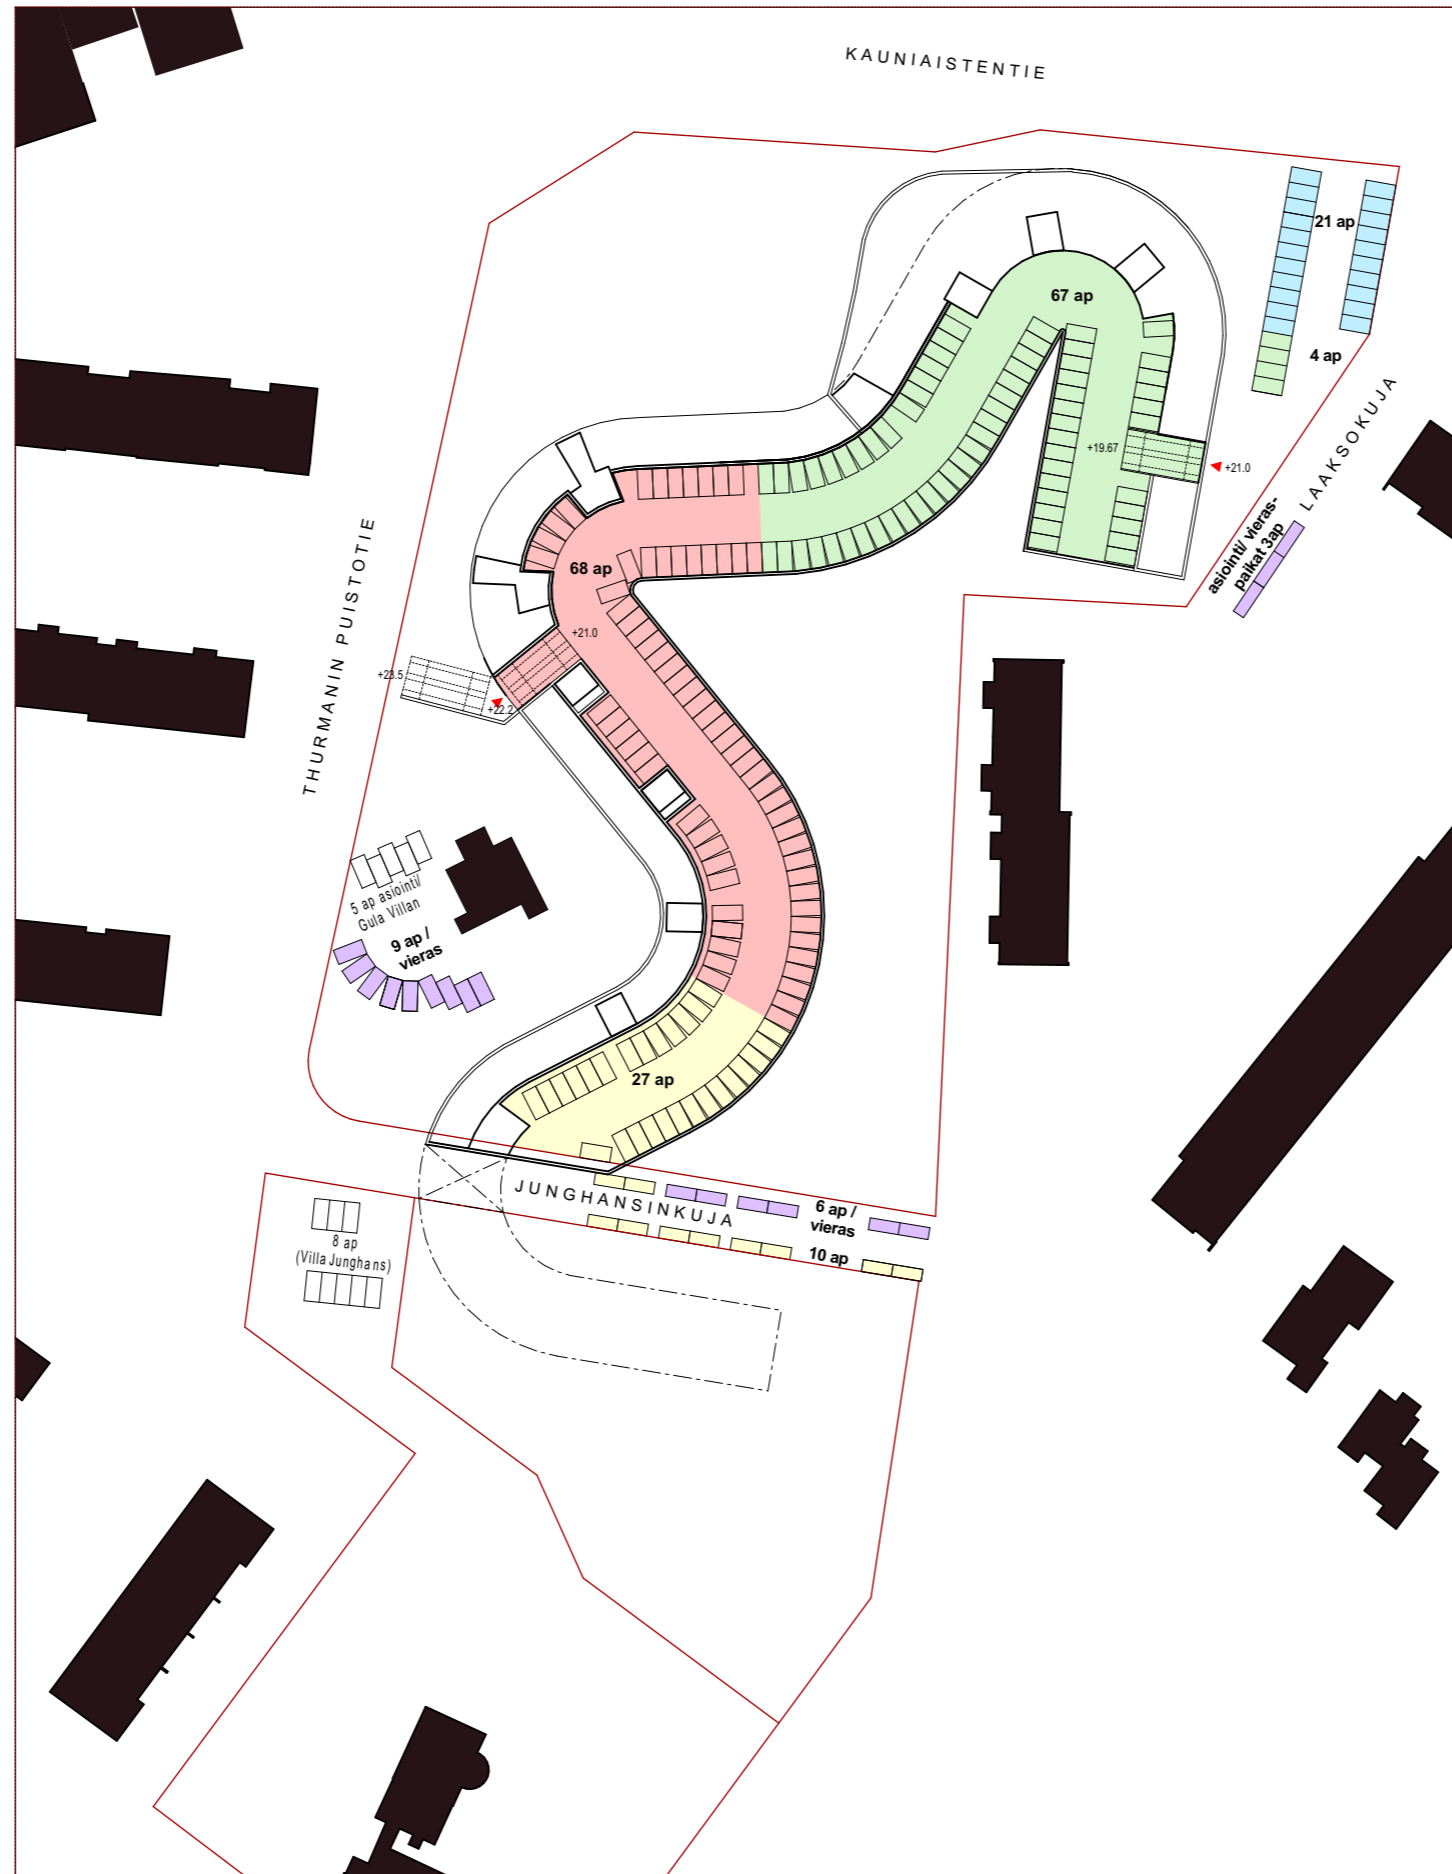 KAUNIAISTENTIE
21 ap
67 ap
4 ap
LAAKSOKUJA
+19.67
+21.0
asiointi/ vieras-
paikat 3ap
THURMANIN PUISTOTIE
68 ap
+21.0
+23.5
+22.2
5 ap asiointi/
Gula Villan
9 ap /
vieras
27 ap
JUNGHANSINKUJA
6 ap /
vieras
10 ap
8 ap
(Villa Junghans)